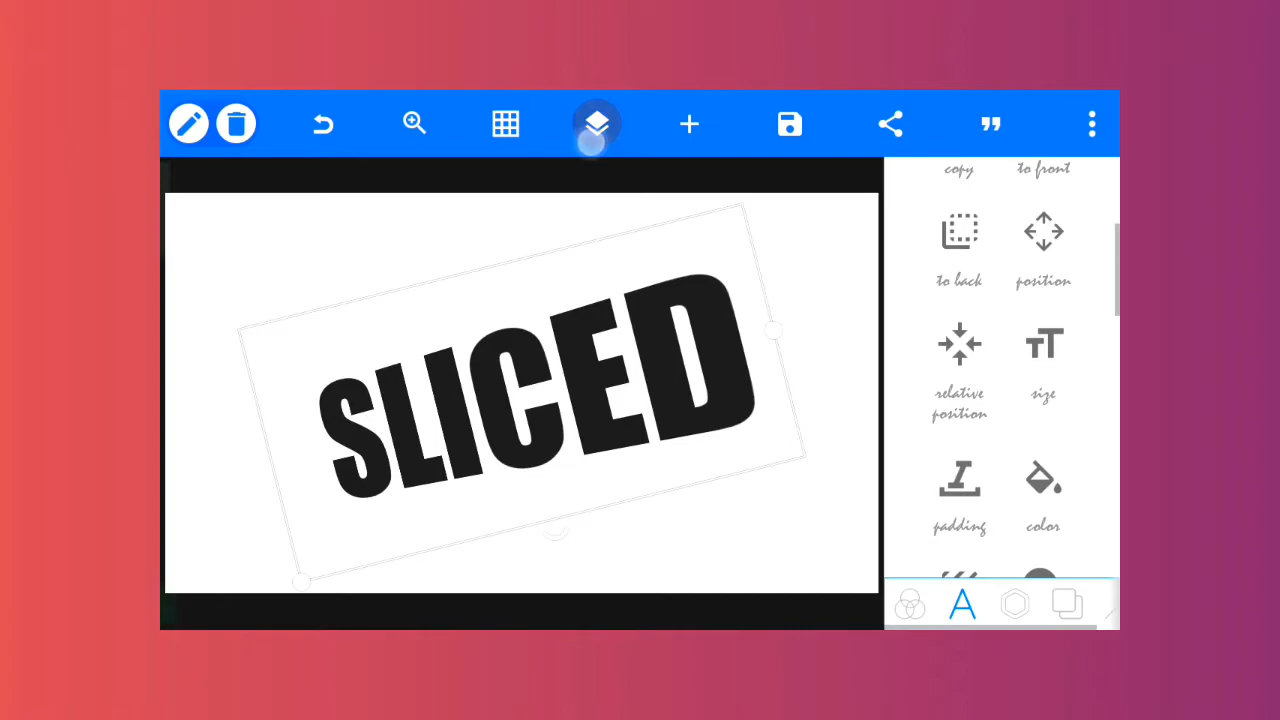 copy to front
SLICED
to back position
relative position size
padding color